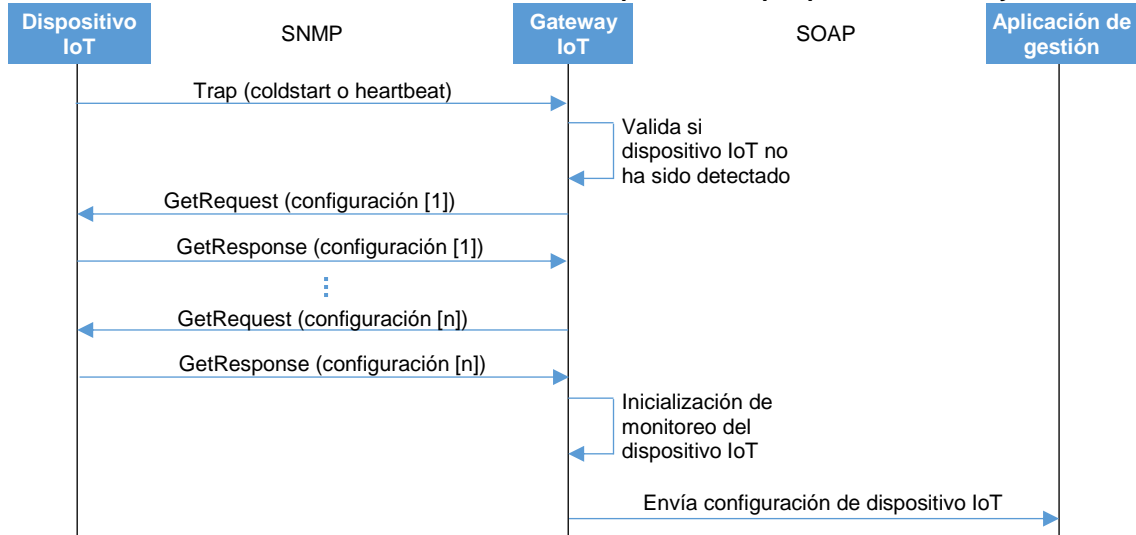 Dispositivo
IoT
SNMP
Gateway
IoT
SOAP
Aplicación de
gestión
Trap (coldstart o heartbeat)
Valida si
dispositivo IoT no
ha sido detectado
GetRequest (configuración [1])
GetResponse (configuración [1])
GetRequest (configuración [n])
GetResponse (configuración [n])
Inicialización de
monitoreo del
dispositivo IoT
Envía configuración de dispositivo IoT